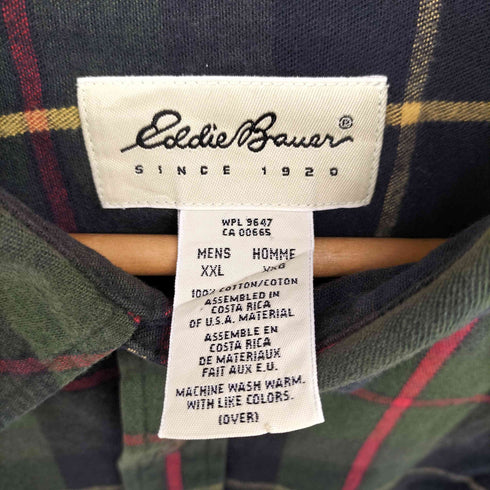 Eddie Bauer®
SINCE 1920
WPL 9647
CA 00665
MENS HOMME
XXL XXG
100% COTTON/COTON
ASSEMBLED IN
COSTA RICA
OF U.S.A. MATERIAL
ASSEMBLE EN
COSTA RICA
DE MATERIAUX
FAIT AUX E.U.
MACHINE WASH WARM.
WITH LIKE COLORS.
(OVER)